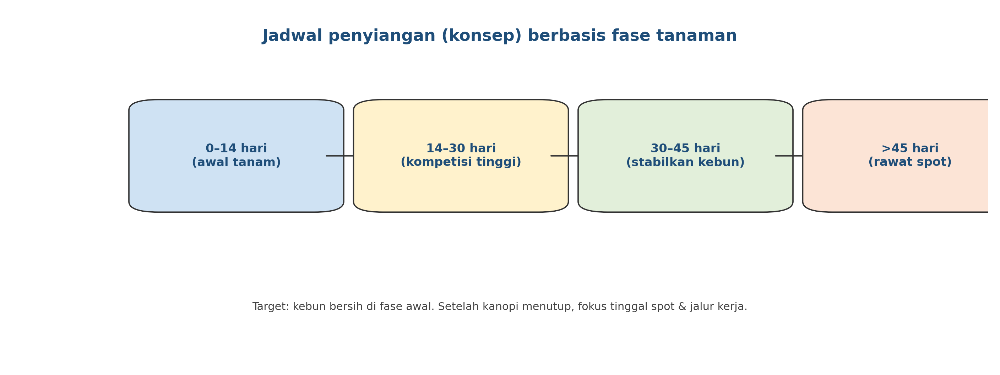 Jadwal penyiangan (konsep) berbasis fase tanaman
0–14 hari
(awal tanam)
14–30 hari
(kompetisi tinggi)
30–45 hari
(stabilkan kebun)
>45 hari
(rawat spot)
Target: kebun bersih di fase awal. Setelah kanopi menutup, fokus tinggal spot & jalur kerja.